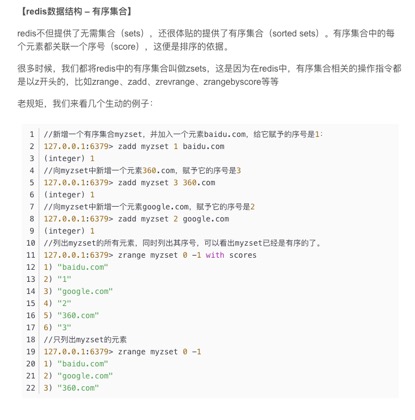 【redis数据结构 – 有序集合】
redis不但提供了无需集合（sets），还很体贴的提供了有序集合（sorted sets）。有序集合中的每
个元素都关联一个序号（score），这便是排序的依据。
很多时候，我们都将redis中的有序集合叫做zsets，这是因为在redis中，有序集合相关的操作指令都
是以z开头的，比如zrange、zadd、zrevrange、zrangebyscore等等
老规矩，我们来看几个生动的例子：
1 //新增一个有序集合myzset，并加入一个元素baidu.com，给它赋予的序号是1:
2 127.0.0.1:6379> zadd myzset 1 baidu.com
3 (integer) 1
4 //向myzset中新增一个元素360.com，赋予它的序号是3
5 127.0.0.1:6379> zadd myzset 3 360.com
6 (integer) 1
7 //向myzset中新增一个元素google.com，赋予它的序号是2
8 127.0.0.1:6379> zadd myzset 2 google.com
9 (integer) 1
10 //列出myzset的所有元素，同时列出其序号，可以看出myzset已经是有序的了。
11 127.0.0.1:6379> zrange myzset 0 -1 with scores
12 1) "baidu.com"
13 2) "1"
14 3) "google.com"
15 4) "2"
16 5) "360.com"
17 6) "3"
18 //只列出myzset的元素
19 127.0.0.1:6379> zrange myzset 0 -1
20 1) "baidu.com"
21 2) "google.com"
22 3) "360.com"